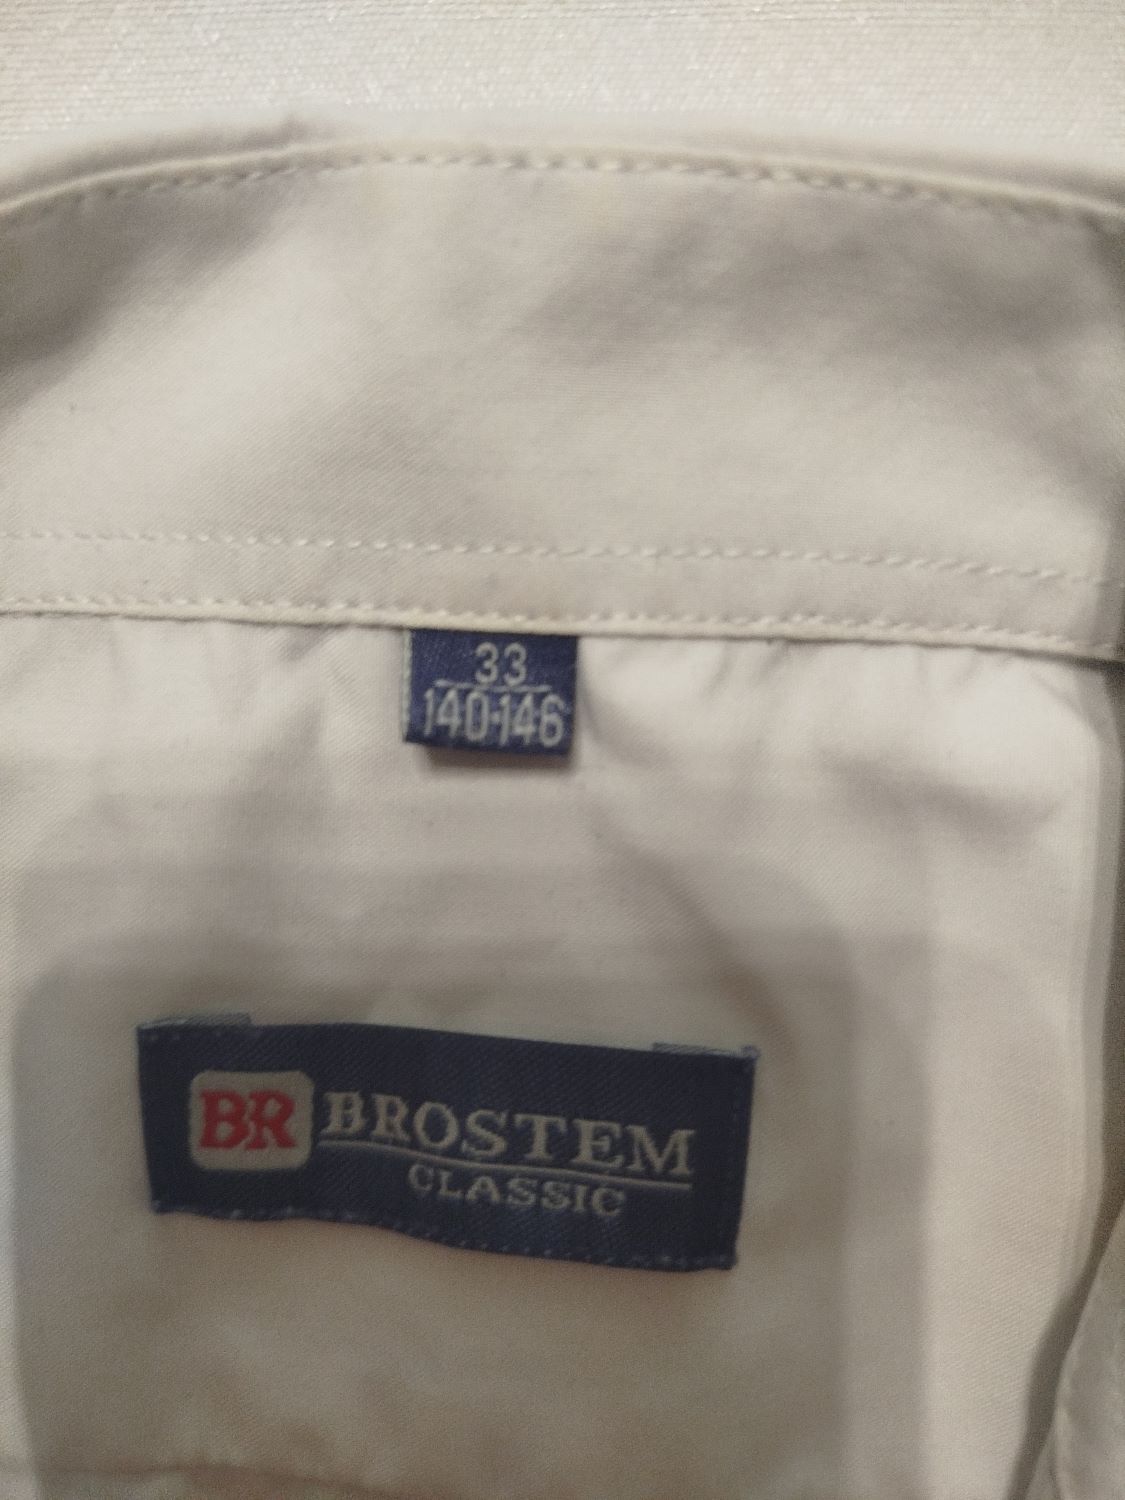 33
140-146
BR BROSTEM
CLASSIC